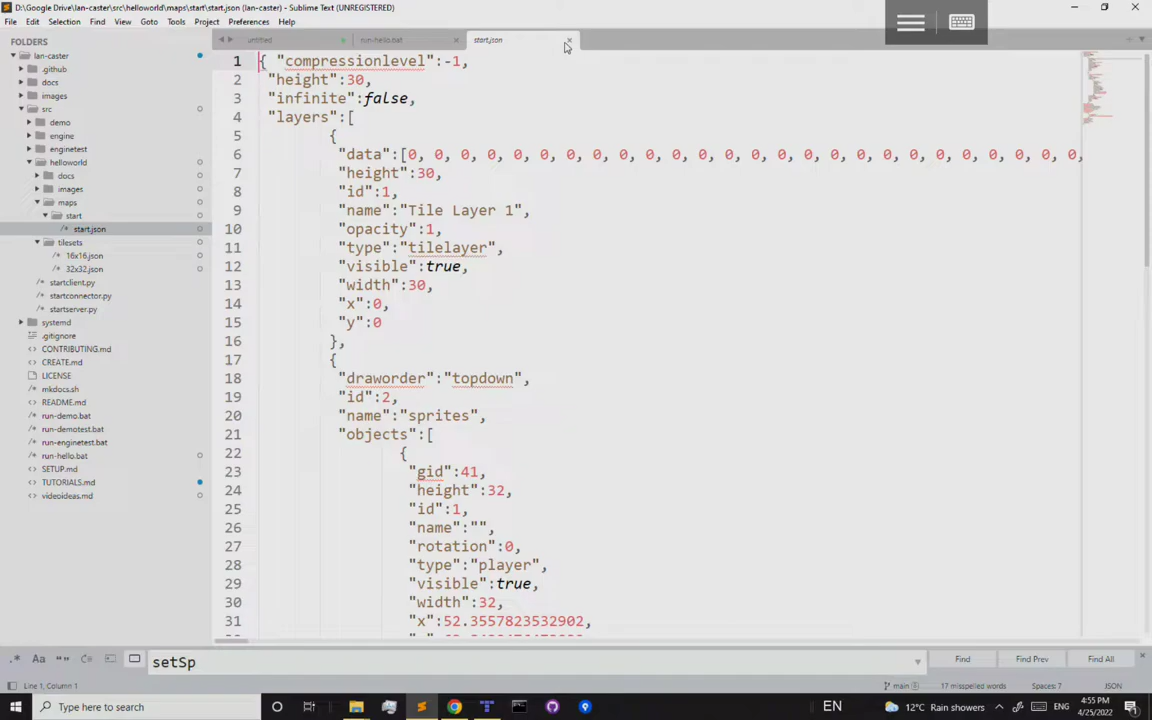 D:\Google Drive\lan-caster\src\helloworld\maps\start\start.json (lan-caster) - Sublime Text (UNREGISTERED)
File Edit Selection Find View Goto Tools Project Preferences Help
FOLDERS
lan-caster
.github
docs
images
src
demo
engine
enginetest
helloworld
docs
images
maps
start
start.json
tilesets
16x16.json
32x32.json
startclient.py
startconnector.py
startserver.py
systemd
.gitignore
CONTRIBUTING.md
CREATE.md
LICENSE
mkdocs.sh
README.md
run-demo.bat
run-demotest.bat
run-enginetest.bat
run-hello.bat
SETUP.md
TUTORIALS.md
videoideas.md
untitled run-hello.bat start.json
1 { "compressionlevel":-1,
2 "height":30,
3 "infinite":false,
4 "layers":[
5 {
6 "data":[0, 0, 0, 0, 0, 0, 0, 0, 0, 0, 0, 0, 0, 0, 0, 0, 0, 0, 0, 0, 0, 0, 0, 0, 0, 0,
7 "height":30,
8 "id":1,
9 "name":"Tile Layer 1",
10 "opacity":1,
11 "type":"tilelayer",
12 "visible":true,
13 "width":30,
14 "x":0,
15 "y":0
16 },
17 {
18 "draworder":"topdown",
19 "id":2,
20 "name":"sprites",
21 "objects":[
22 {
23 "gid":41,
24 "height":32,
25 "id":1,
26 "name":"",
27 "rotation":0,
28 "type":"player",
29 "visible":true,
30 "width":32,
31 "x":52.3557823532902,
setSp
Find Find Prev Find All
Line 1, Column 1 main 17 misspelled words Spaces: 7 JSON
Type here to search EN 12°C Rain showers ENG 4:55 PM
4/25/2022